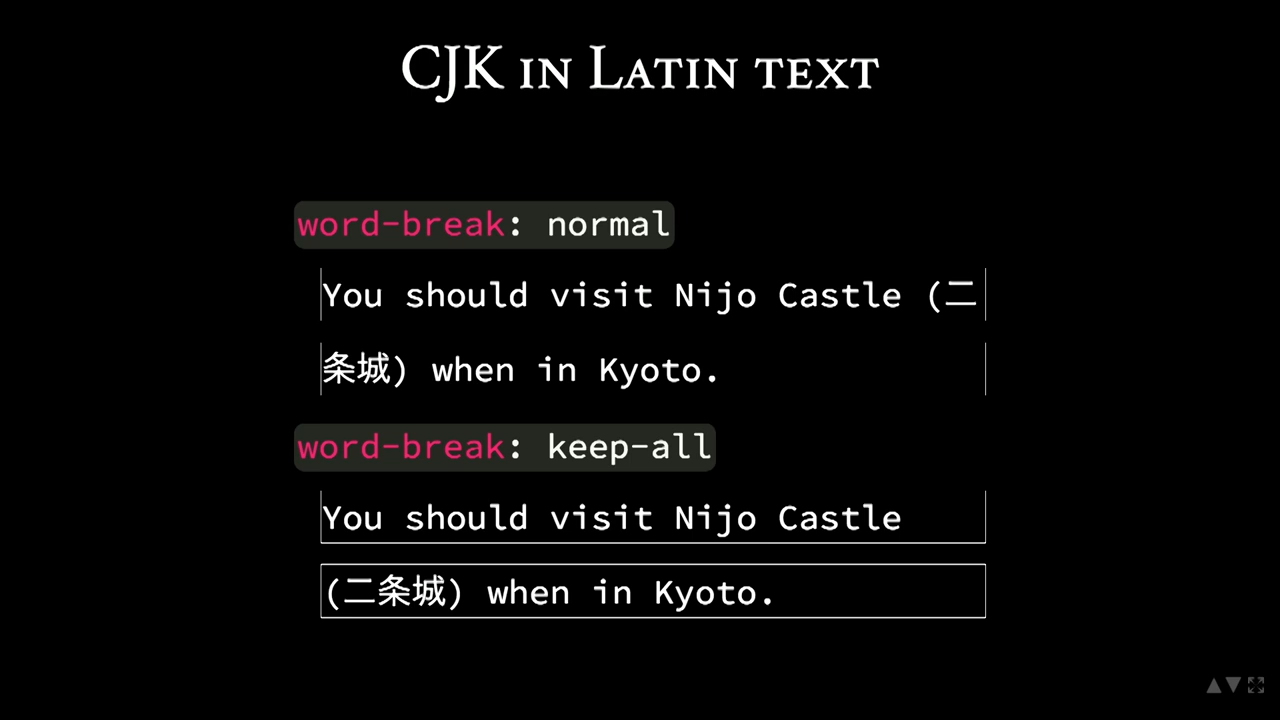 CJK in Latin text
word-break: normal
You should visit Nijo Castle (二
条城) when in Kyoto.
word-break: keep-all
You should visit Nijo Castle
(二条城) when in Kyoto.